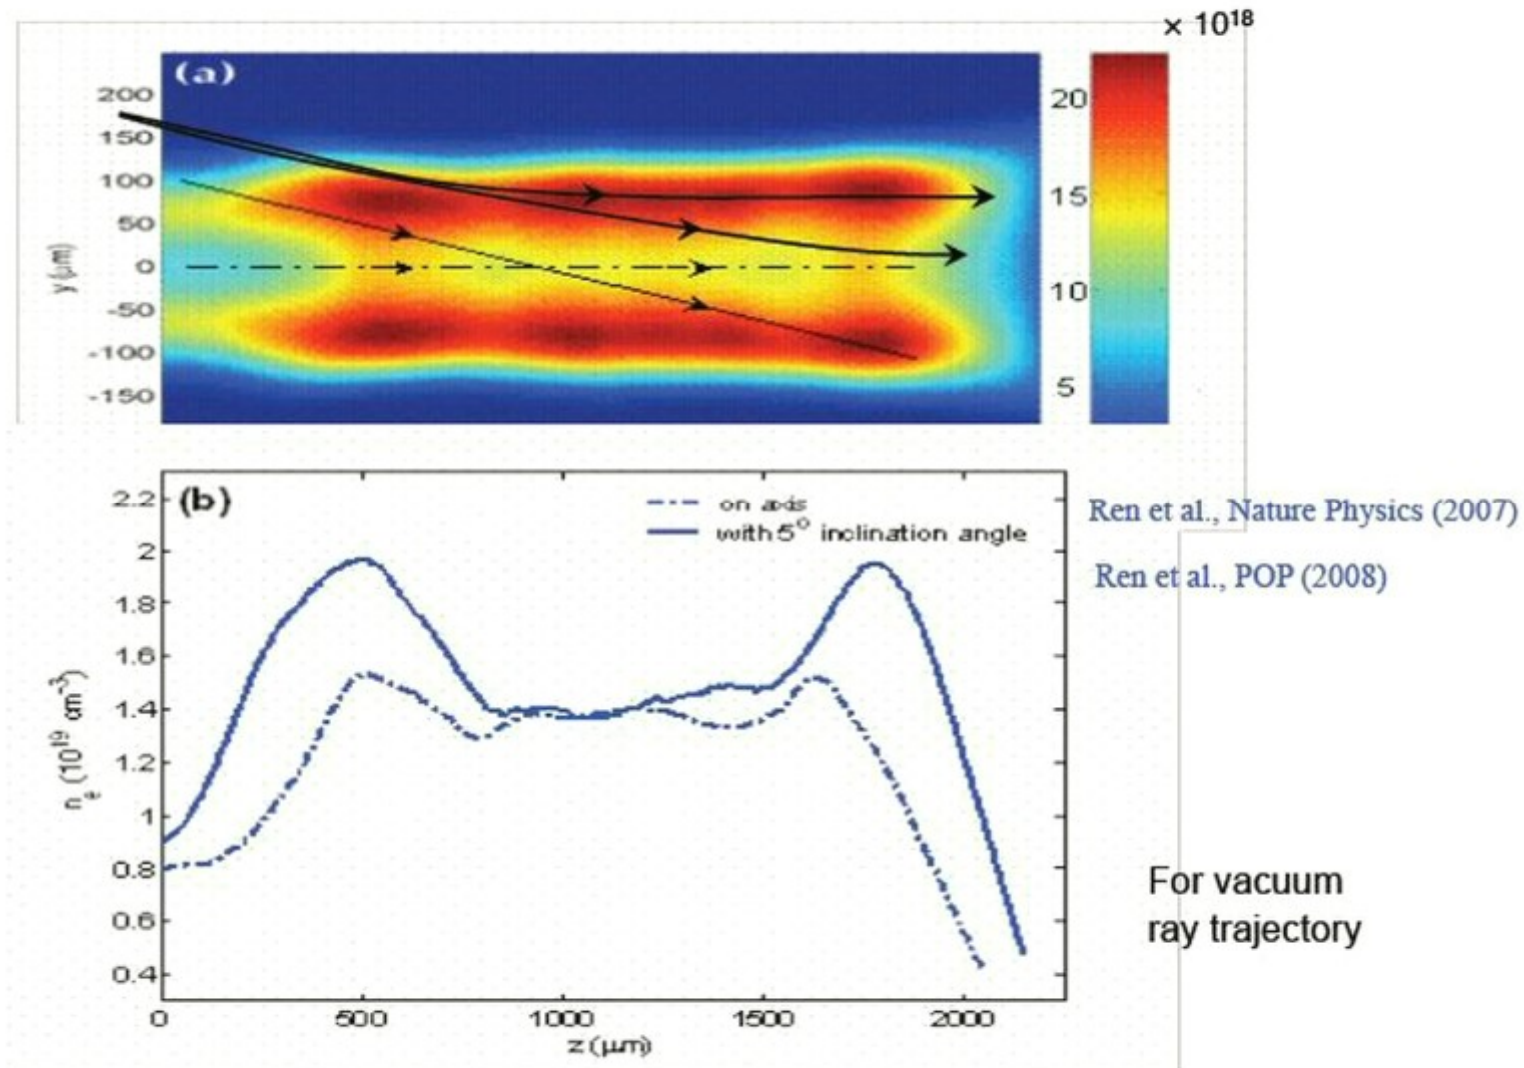 × 10¹⁸
(a)
200
150
100
50
0
-50
-100
-150
y (μm)
20
15
10
5
(b)
on axis
with 5⁰ inclination angle
2.2
2
1.8
1.6
1.4
1.2
1
0.8
0.6
0.4
nₑ (10¹⁹ cm⁻³)
0
500
1000
1500
2000
z (μm)
Ren et al., Nature Physics (2007)
Ren et al., POP (2008)
For vacuum
ray trajectory